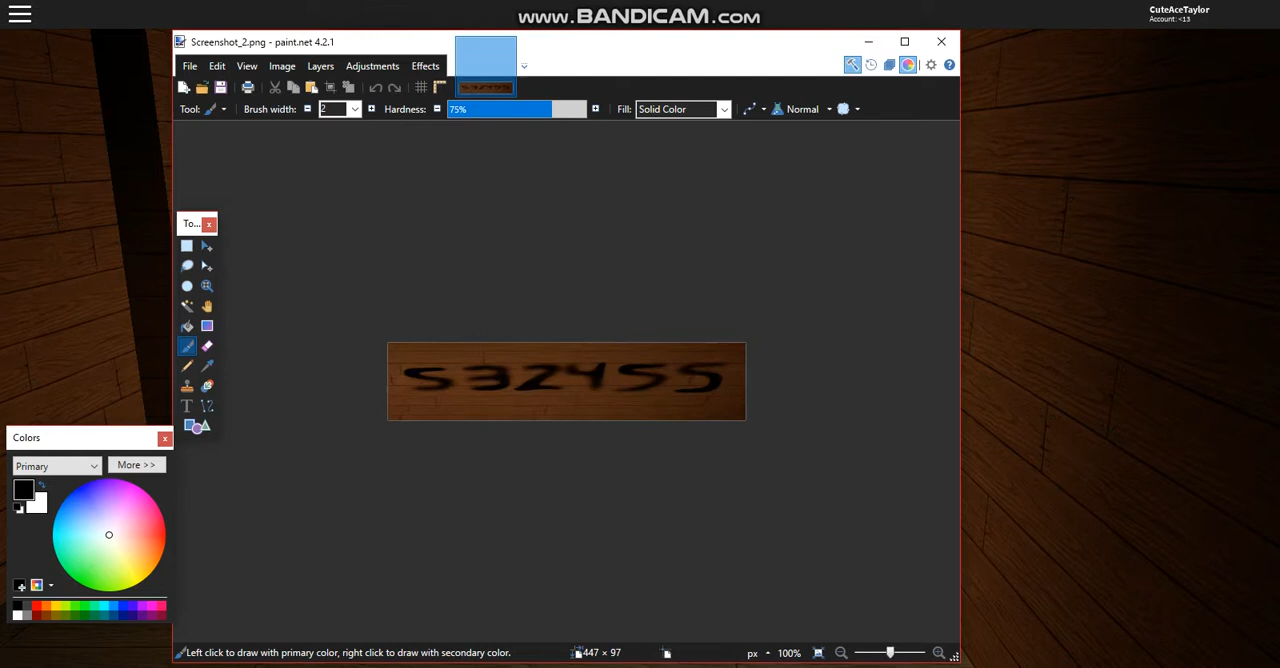 www.BANDICAM.com
CuteAceTaylor
Account: <13
Screenshot_2.png - paint.net 4.2.1
File Edit View Image Layers Adjustments Effects
Tool: Brush width: 2 Hardness: 75% Fill: Solid Color Normal
To...
532455
Colors
Primary More >>
Left click to draw with primary color, right click to draw with secondary color. 447 × 97 px 100%